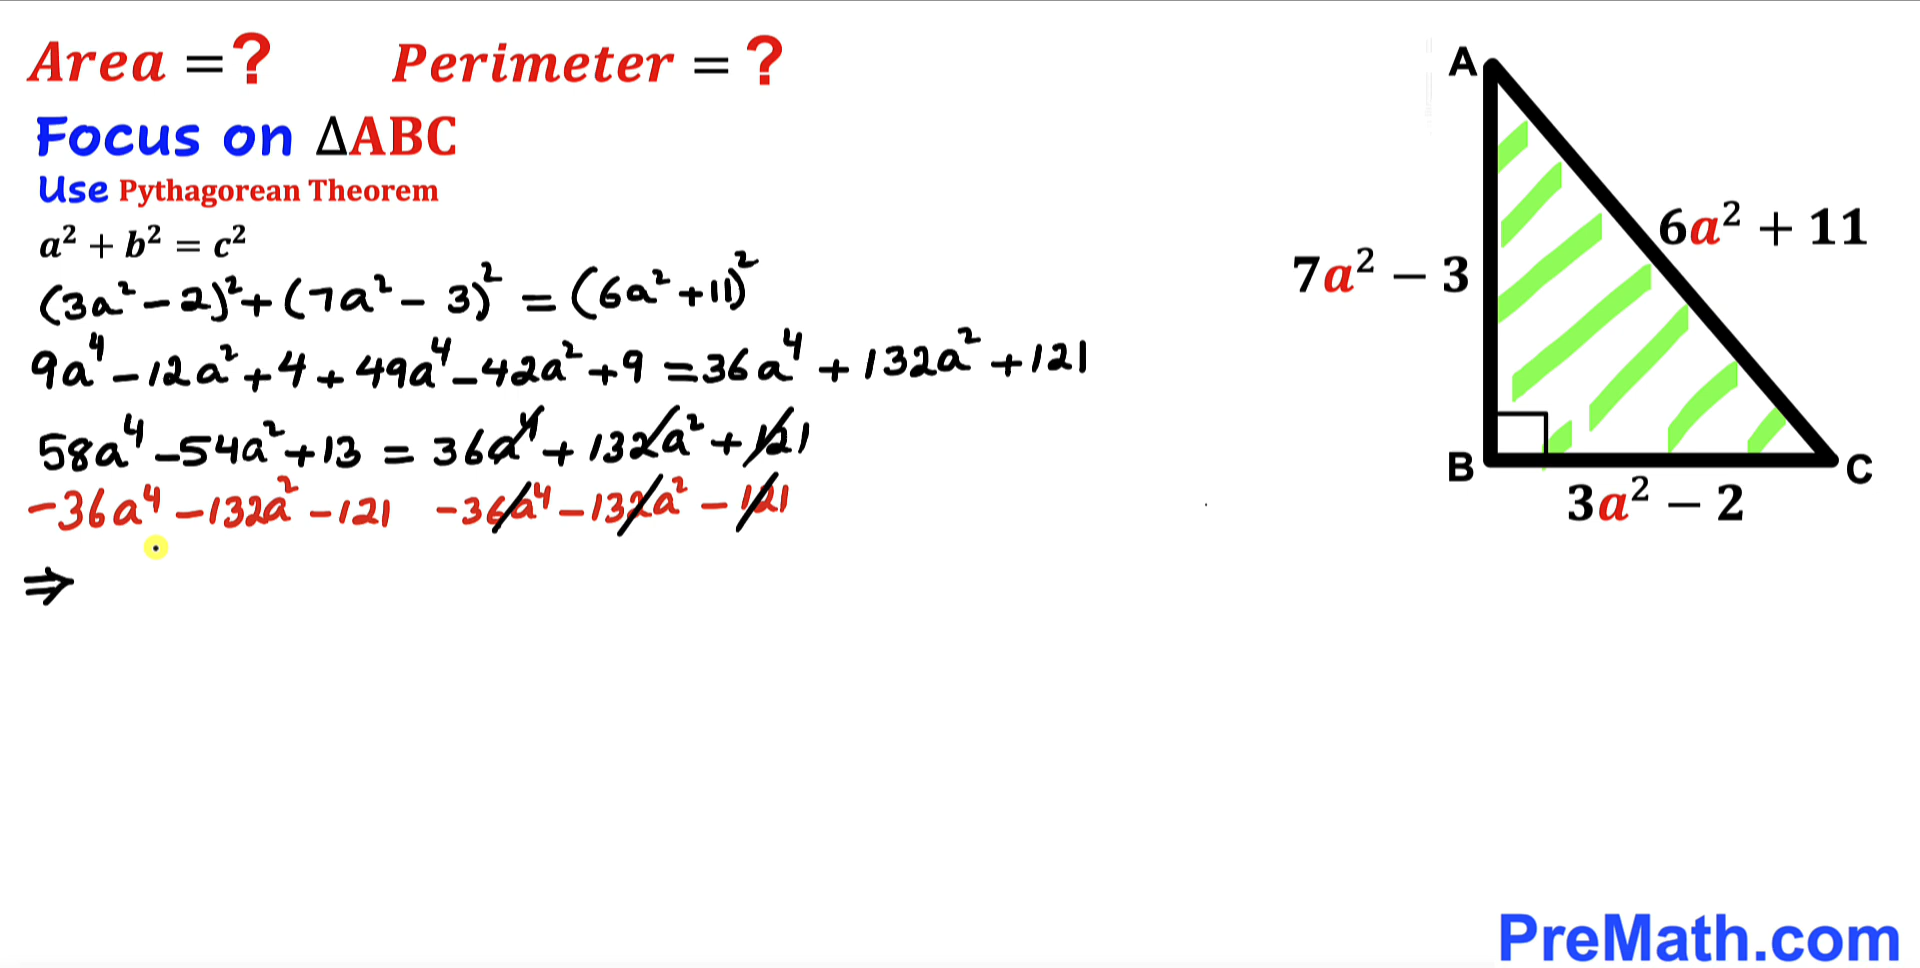 Area = ? Perimeter = ?
Focus on ΔABC
Use Pythagorean Theorem
a² + b² = c²
(3a² - 2)² + (7a² - 3)² = (6a² + 11)²
9a⁴ - 12a² + 4 + 49a⁴ - 42a² + 9 = 36a⁴ + 132a² + 121
58a⁴ - 54a² + 13 = 36a⁴ + 132a² + 121
-36a⁴ - 132a² - 121 -36a⁴ - 132a² - 121
⇒
A
6a² + 11
7a² − 3
B
C
3a² − 2
PreMath.com